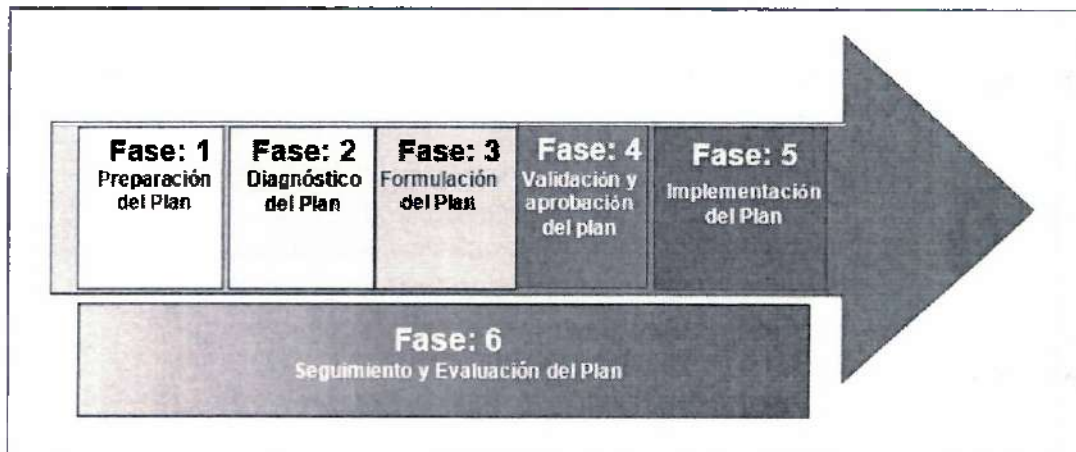 Fase: 1
Preparación
del Plan
Fase: 2
Diagnóstico
del Plan
Fase: 3
Formulación
del Plan
Fase: 4
Validación y
aprobación
del plan
Fase: 5
Implementación
del Plan
Fase: 6
Seguimiento y Evaluación del Plan